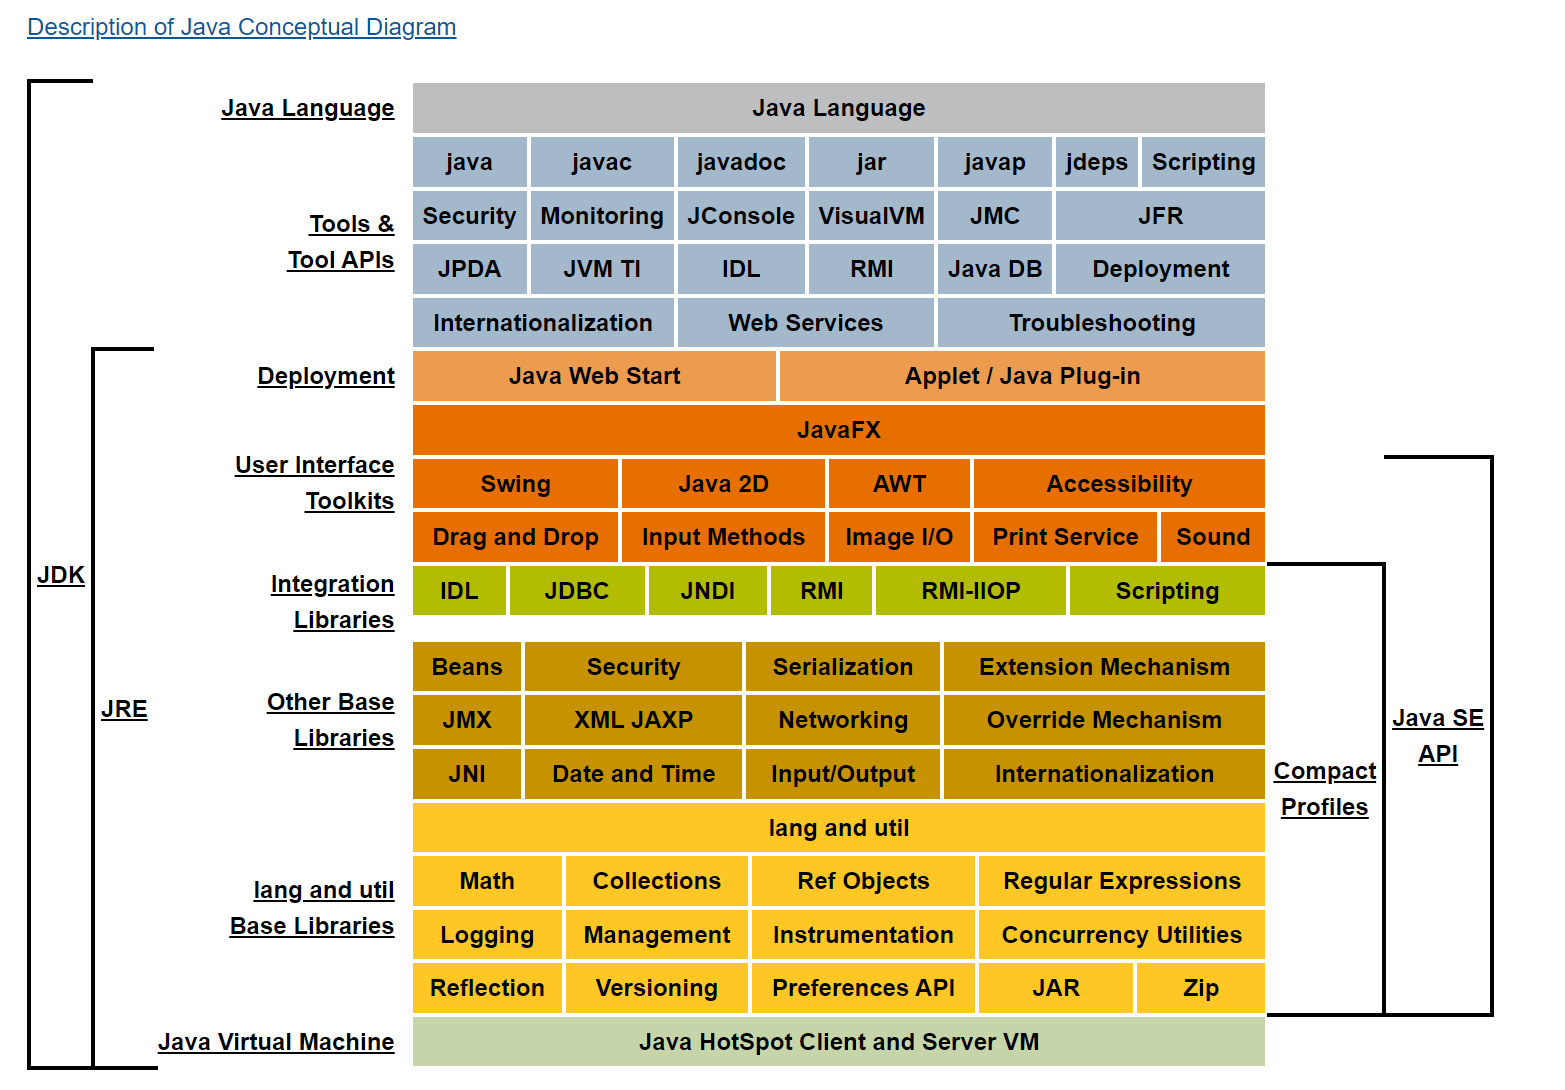 Description of Java Conceptual Diagram
Java Language
Java Language
java javac javadoc jar javap jdeps Scripting
Tools &
Tool APIs
Security Monitoring JConsole VisualVM JMC JFR
JPDA JVM TI IDL RMI Java DB Deployment
Internationalization Web Services Troubleshooting
Deployment
Java Web Start Applet / Java Plug-in
JavaFX
User Interface
Toolkits
Swing Java 2D AWT Accessibility
Drag and Drop Input Methods Image I/O Print Service Sound
JDK
Integration
Libraries
IDL JDBC JNDI RMI RMI-IIOP Scripting
JRE
Other Base
Libraries
Beans Security Serialization Extension Mechanism
JMX XML JAXP Networking Override Mechanism
JNI Date and Time Input/Output Internationalization
Java SE
API
Compact
Profiles
lang and util
lang and util
Base Libraries
Math Collections Ref Objects Regular Expressions
Logging Management Instrumentation Concurrency Utilities
Reflection Versioning Preferences API JAR Zip
Java Virtual Machine
Java HotSpot Client and Server VM